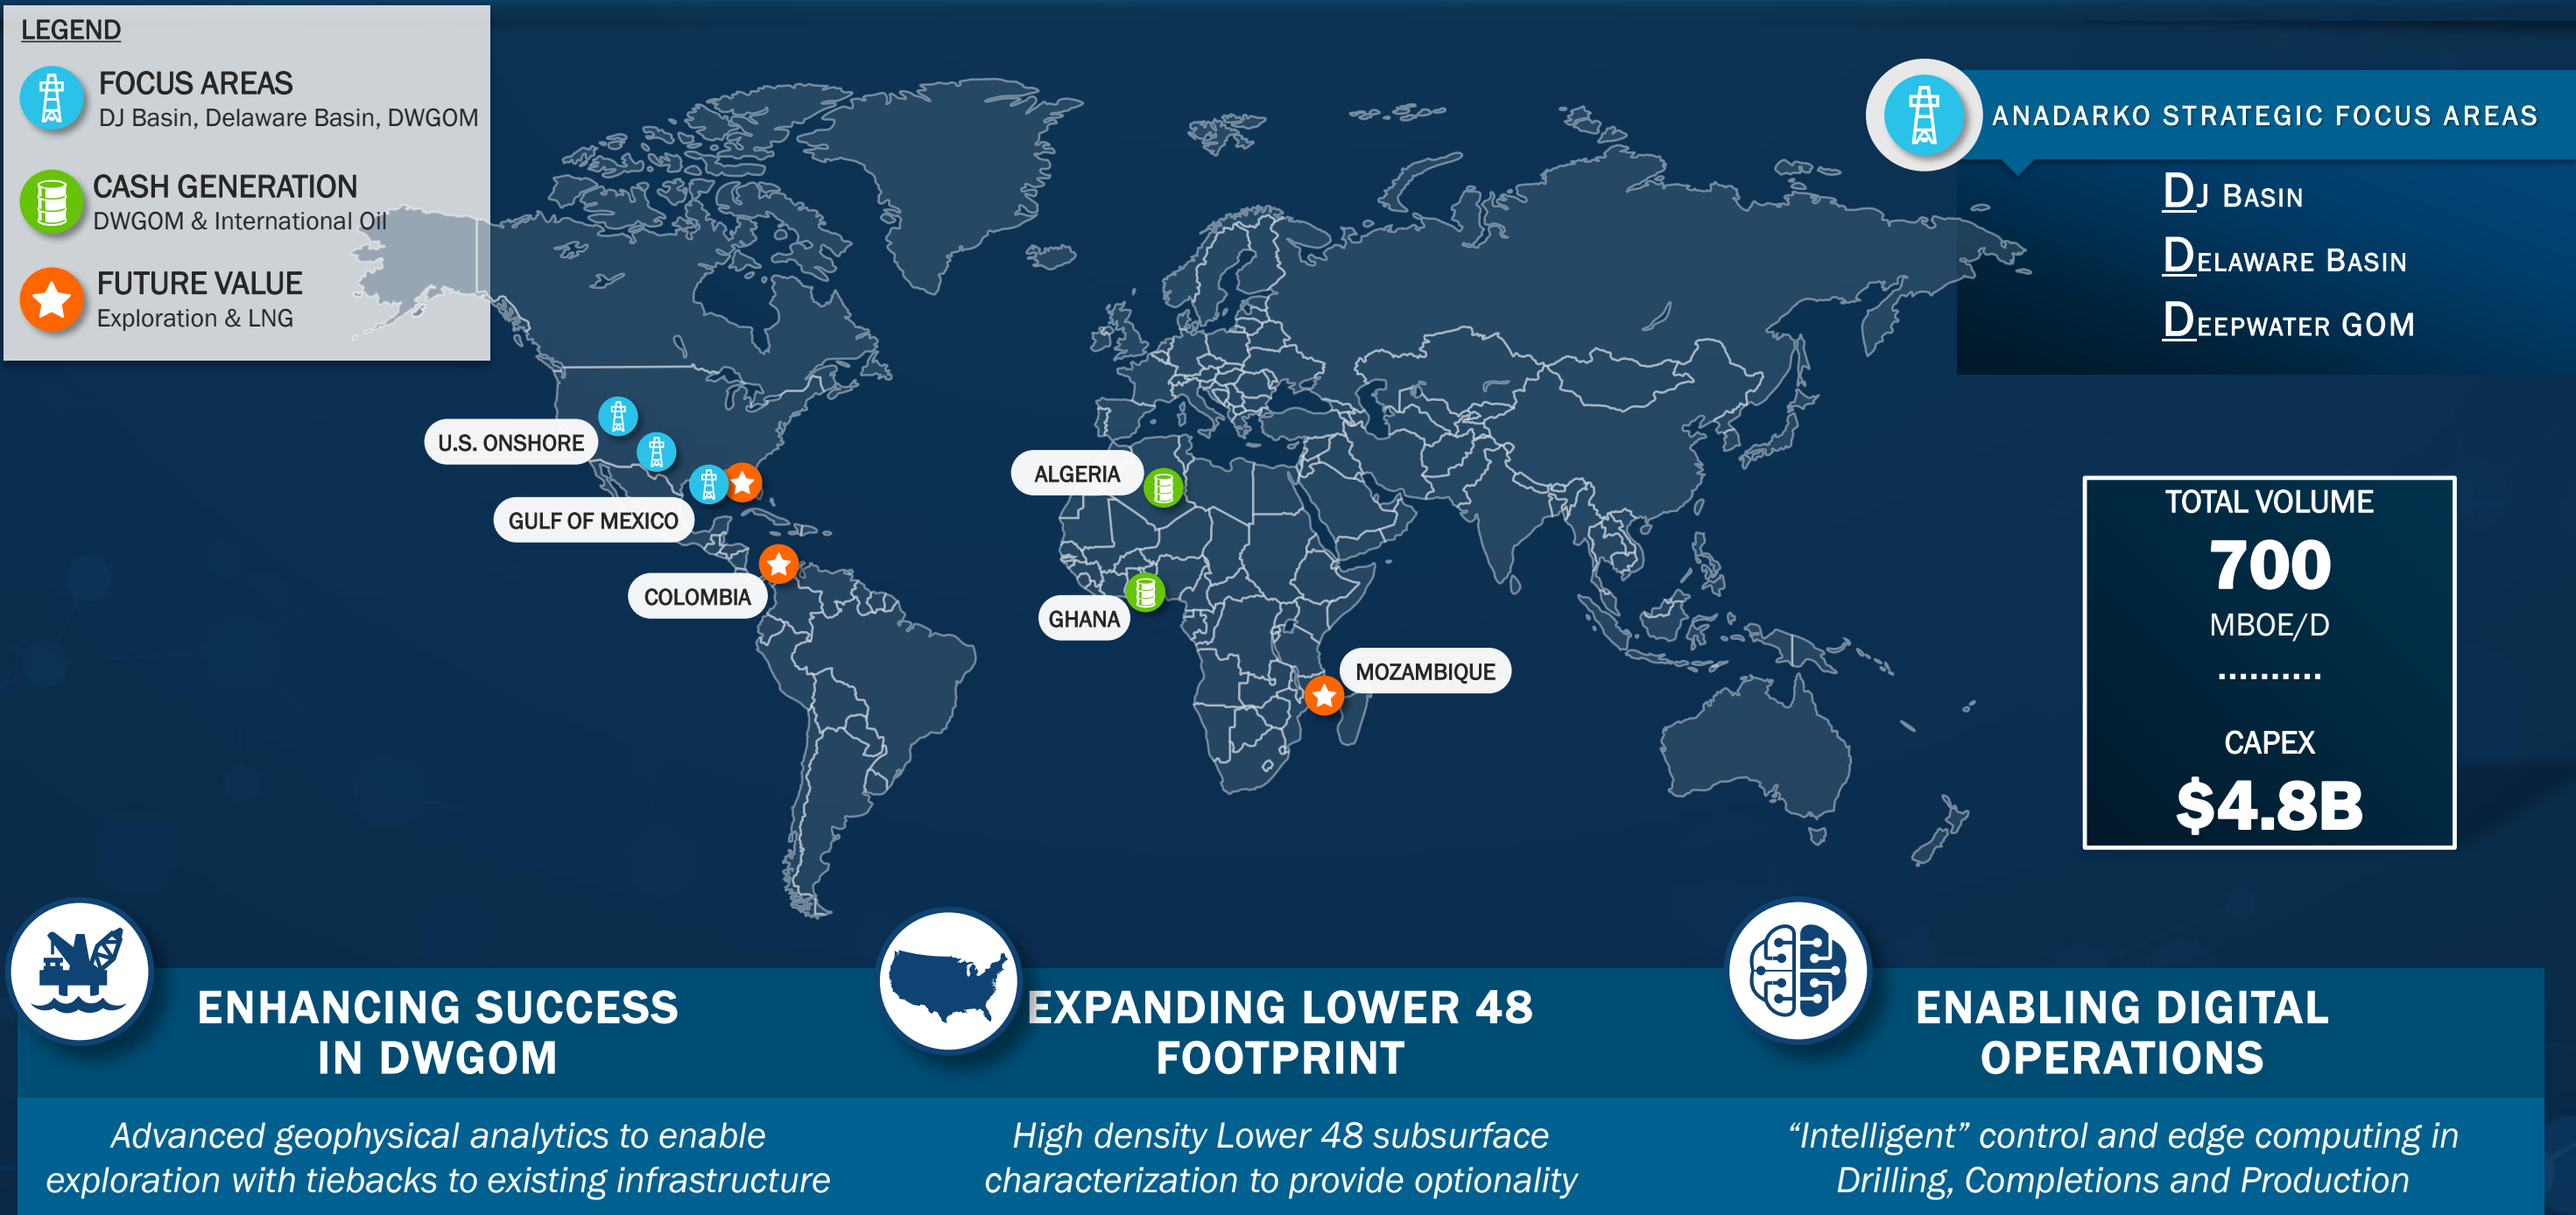 LEGEND
FOCUS AREAS
DJ Basin, Delaware Basin, DWGOM
CASH GENERATION
DWGOM & International Oil
FUTURE VALUE
Exploration & LNG
ANADARKO STRATEGIC FOCUS AREAS
DJ BASIN
DELAWARE BASIN
DEEPWATER GOM
U.S. ONSHORE
GULF OF MEXICO
COLOMBIA
ALGERIA
GHANA
MOZAMBIQUE
TOTAL VOLUME
700
MBOE/D
..........
CAPEX
$4.8B
ENHANCING SUCCESS
IN DWGOM
Advanced geophysical analytics to enable
exploration with tiebacks to existing infrastructure
EXPANDING LOWER 48
FOOTPRINT
High density Lower 48 subsurface
characterization to provide optionality
ENABLING DIGITAL
OPERATIONS
“Intelligent” control and edge computing in
Drilling, Completions and Production